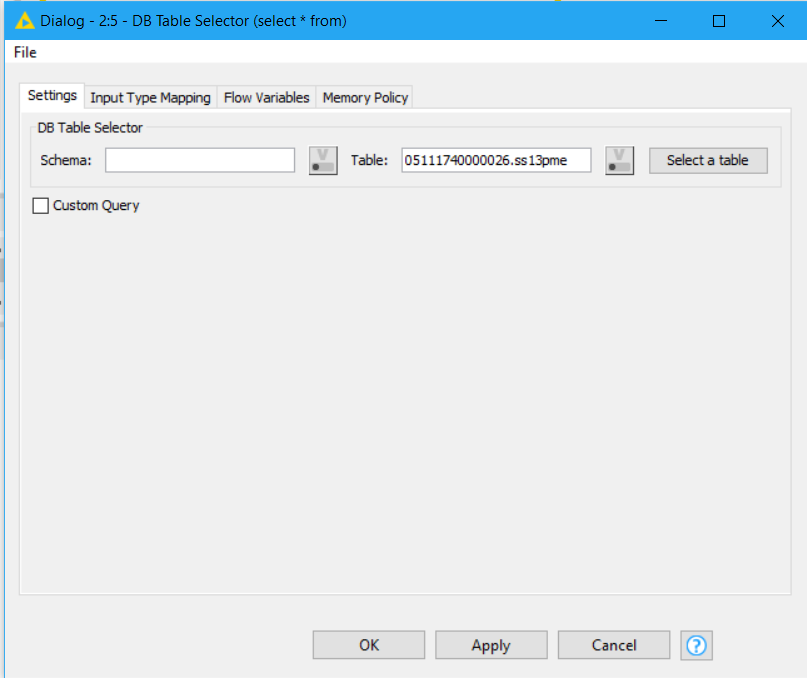 Dialog - 2:5 - DB Table Selector (select * from)
File
Settings Input Type Mapping Flow Variables Memory Policy
DB Table Selector
Schema: V Table: 05111740000026.ss13pme V Select a table
Custom Query
OK Apply Cancel ?